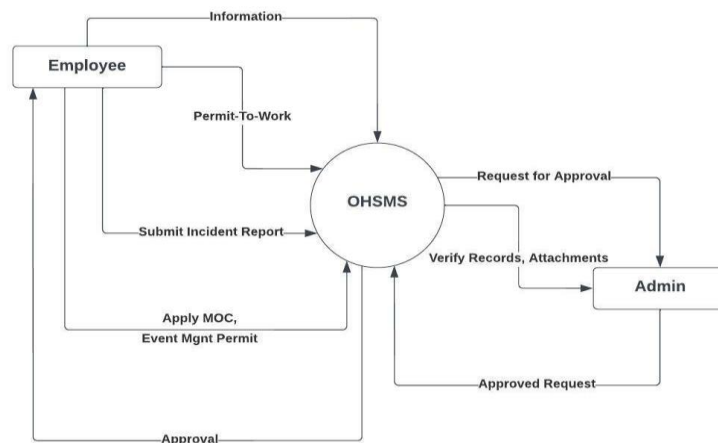 Information
Employee
Permit-To-Work
Request for Approval
OHSMS
Submit Incident Report
Verify Records, Attachments
Admin
Apply MOC,
Event Mgnt Permit
Approved Request
Approval